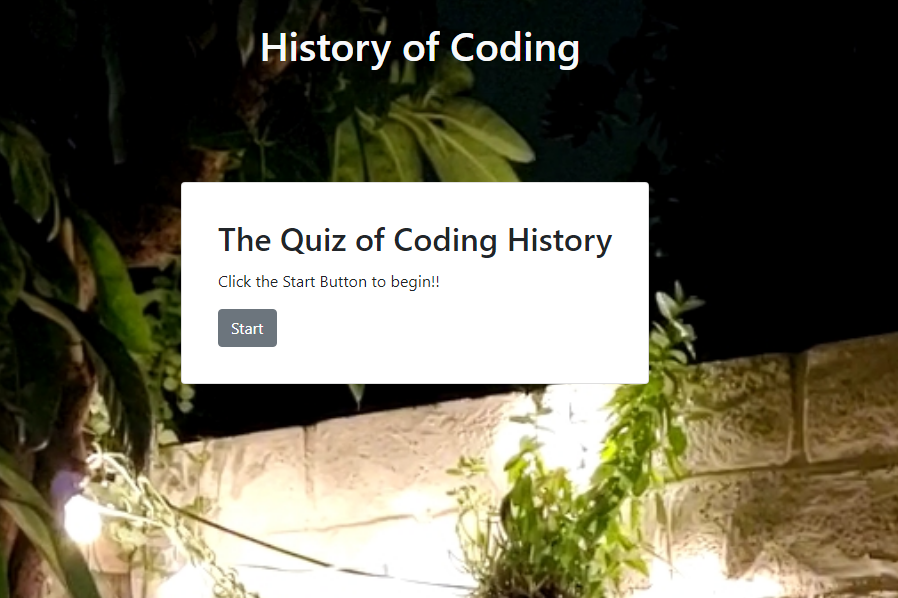 History of Coding
The Quiz of Coding History
Click the Start Button to begin!!
Start